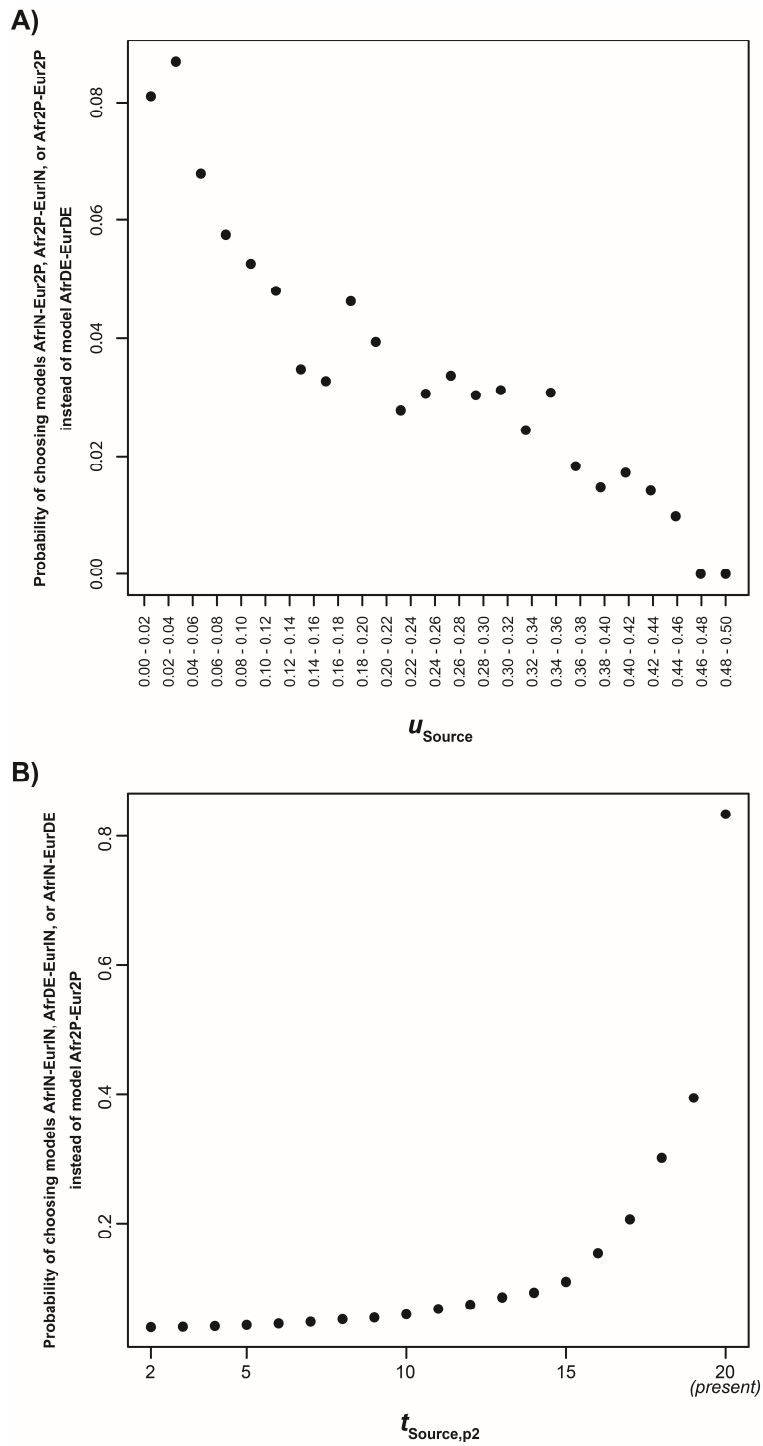 A)
Probability of choosing models AfrIN-Eur2P, Afr2P-EurIN, or Afr2P-Eur2P
instead of model AfrDE-EurDE
0.08
0.06
0.04
0.02
0.00
0.00 - 0.02
0.02 - 0.04
0.04 - 0.06
0.06 - 0.08
0.08 - 0.10
0.10 - 0.12
0.12 - 0.14
0.14 - 0.16
0.16 - 0.18
0.18 - 0.20
0.20 - 0.22
0.22 - 0.24
0.24 - 0.26
0.26 - 0.28
0.28 - 0.30
0.30 - 0.32
0.32 - 0.34
0.34 - 0.36
0.36 - 0.38
0.38 - 0.40
0.40 - 0.42
0.42 - 0.44
0.44 - 0.46
0.46 - 0.48
0.48 - 0.50
u Source
B)
Probability of choosing models AfrIN-EurIN, AfrDE-EurIN, or AfrIN-EurDE
instead of model Afr2P-Eur2P
0.8
0.6
0.4
0.2
2 5 10 15 20
(present)
t Source,p2